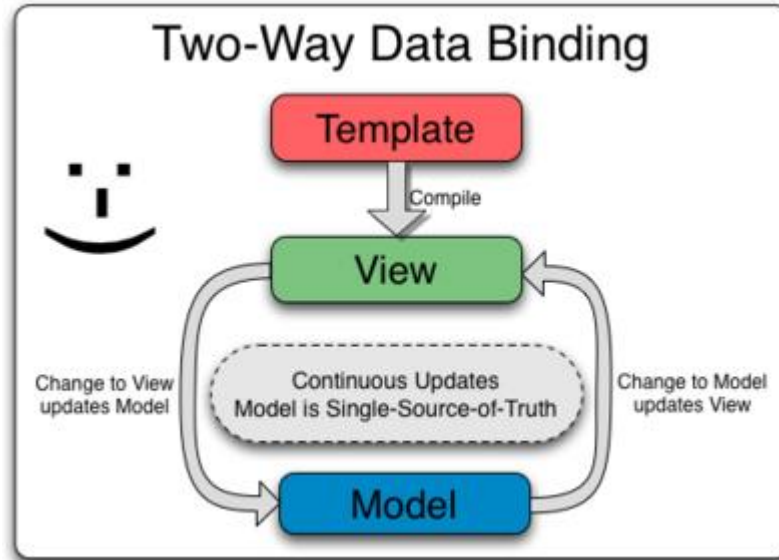 Two-Way Data Binding
Template
Compile
View
Change to View
updates Model
Continuous Updates
Model is Single-Source-of-Truth
Change to Model
updates View
Model